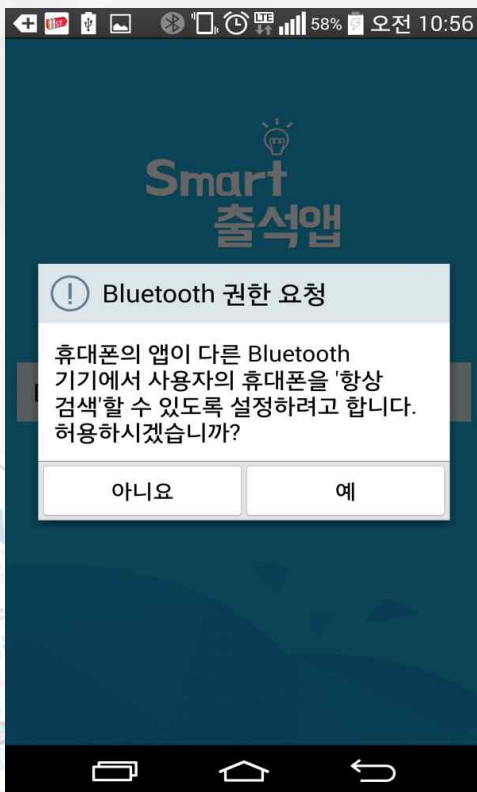 58% 오전 10:56
Smart
출석앱
Bluetooth 권한 요청
휴대폰의 앱이 다른 Bluetooth
기기에서 사용자의 휴대폰을 '항상
검색'할 수 있도록 설정하려고 합니다.
허용하시겠습니까?
아니요 예